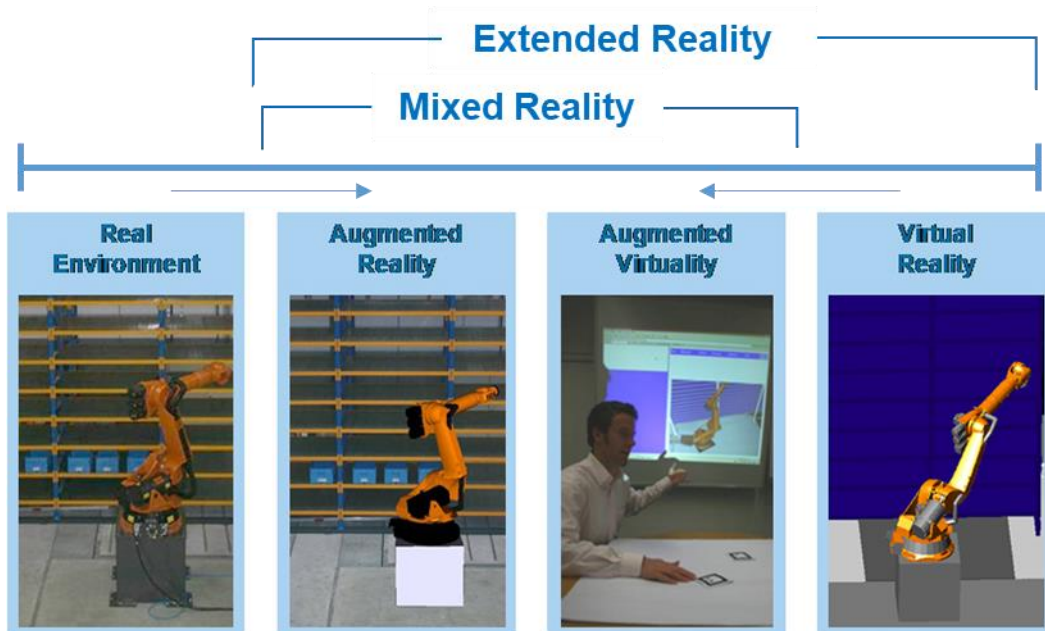 Extended Reality
Mixed Reality
Real
Environment
Augmented
Reality
Augmented
Virtuality
Virtual
Reality